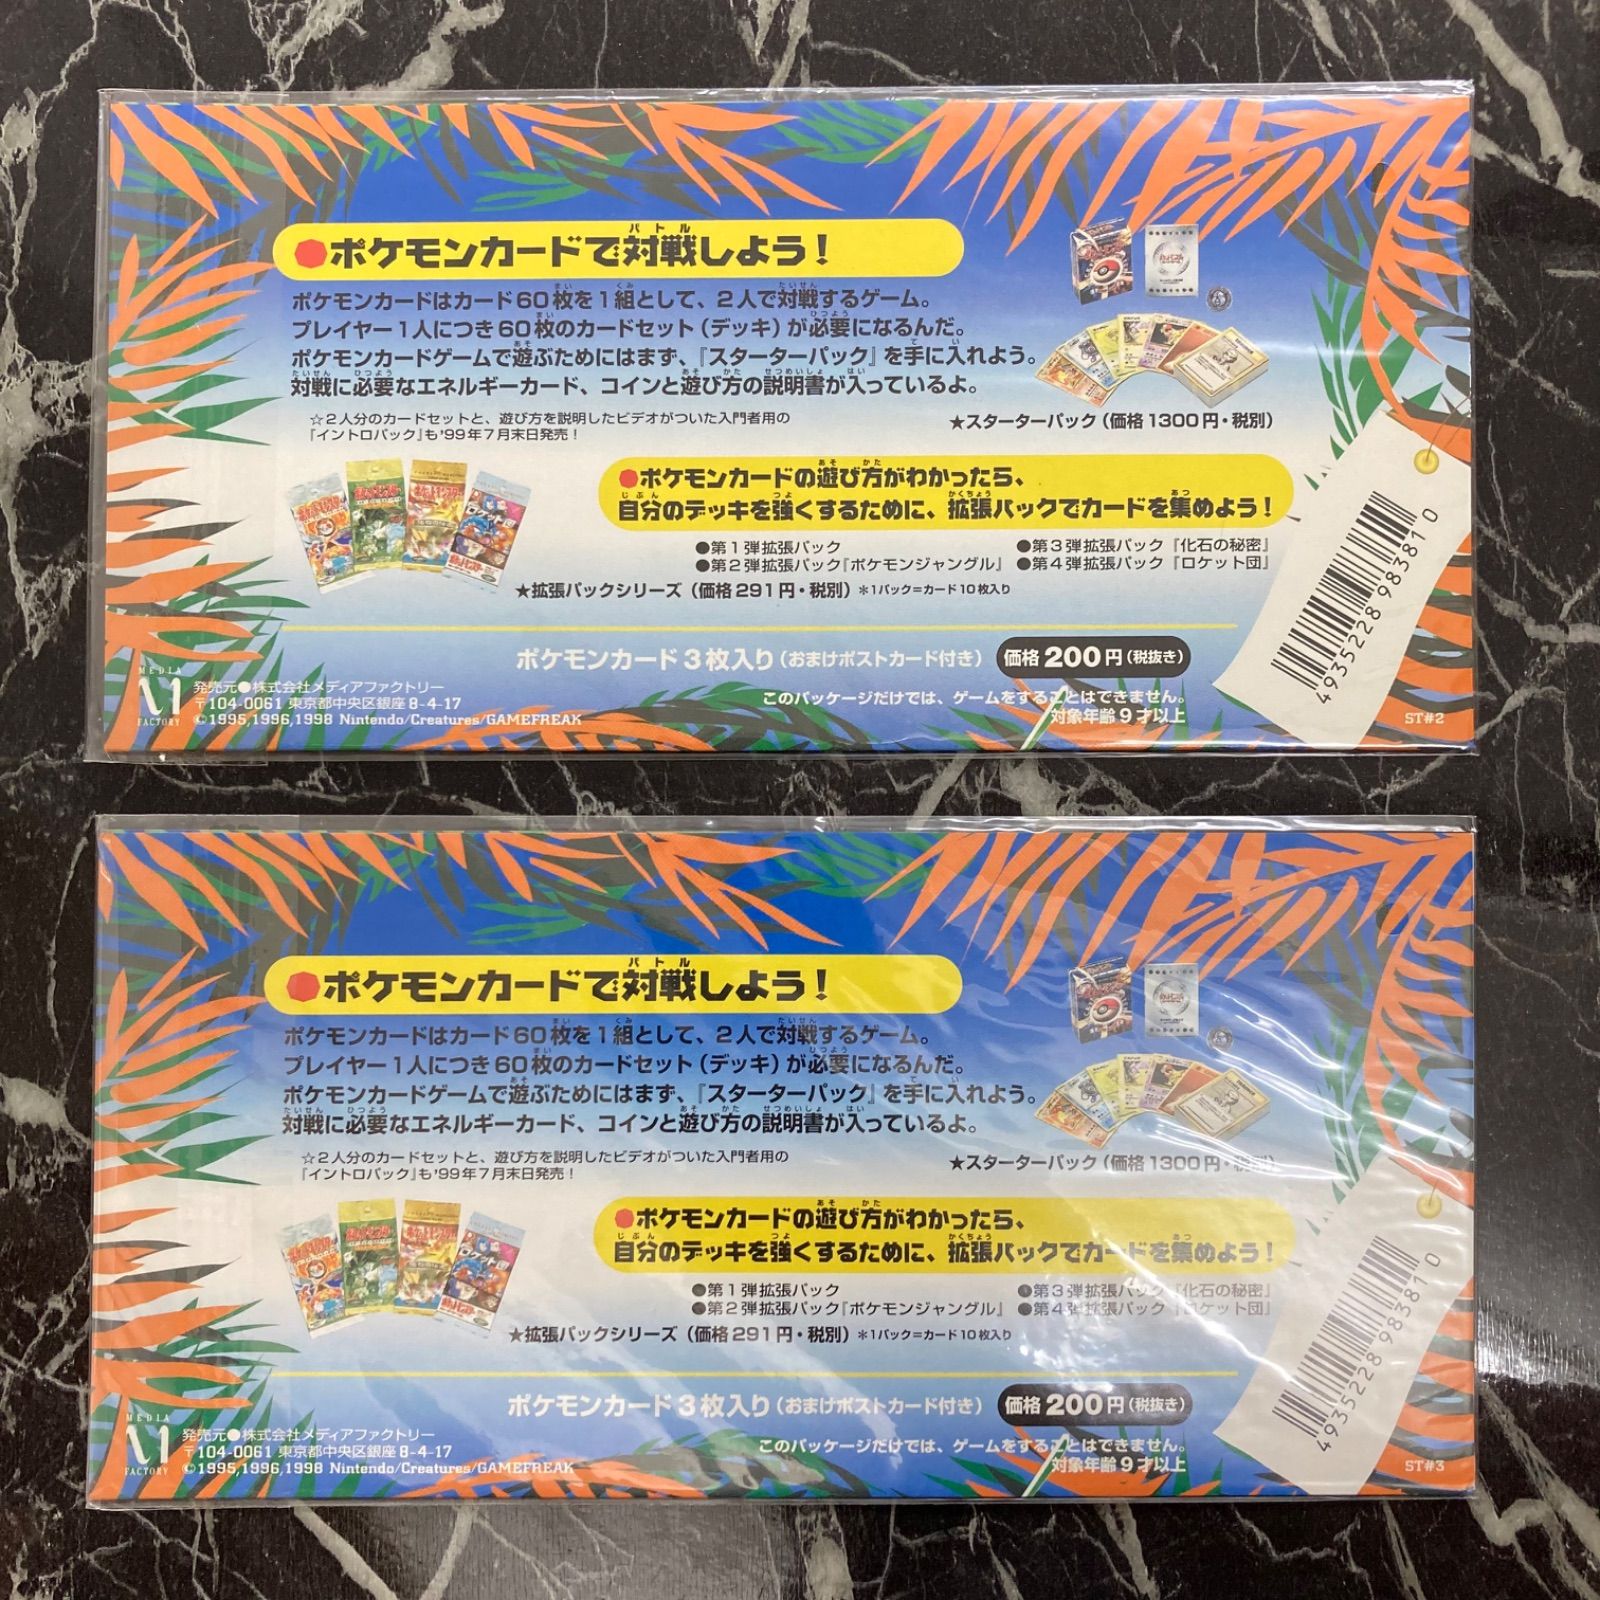 バトル
●ポケモンカードで対戦しよう!
ポケモンカードはカード60枚を1組として、2人で対戦するゲーム。
プレイヤー1人につき60枚のカードセット(デッキ)が必要になるんだ。
ポケモンカードゲームで遊ぶためにはまず、『スターターパック』を手に入れよう。
対戦に必要なエネルギーカード、コインと遊び方の説明書が入っているよ。
☆2人分のカードセットと、遊び方を説明したビデオがついた入門者用の
『イントロパック』も'99年7月末日発売!
★スターターパック(価格1300円・税別)
●ポケモンカードの遊び方がわかったら、
自分のデッキを強くするために、拡張パックでカードを集めよう!
●第1弾拡張パック
●第2弾拡張パック『ポケモンジャングル』
●第3弾拡張パック『化石の秘密』
●第4弾拡張パック『ロケット団』
★拡張パックシリーズ(価格291円・税別)*1パック=カード10枚入り
ポケモンカード3枚入り(おまけポストカード付き) 価格200円(税抜き)
このパッケージだけでは、ゲームをすることはできません。
対象年齢9才以上
MEDIA
FACTORY
発売元●株式会社メディアファクトリー
〒104-0061 東京都中央区銀座8-4-17
©1995,1996,1998 Nintendo/Creatures/GAMEFREAK
4935228983810
ST#2
バトル
●ポケモンカードで対戦しよう!
ポケモンカードはカード60枚を1組として、2人で対戦するゲーム。
プレイヤー1人につき60枚のカードセット(デッキ)が必要になるんだ。
ポケモンカードゲームで遊ぶためにはまず、『スターターパック』を手に入れよう。
対戦に必要なエネルギーカード、コインと遊び方の説明書が入っているよ。
☆2人分のカードセットと、遊び方を説明したビデオがついた入門者用の
『イントロパック』も'99年7月末日発売!
★スターターパック(価格1300円・税別)
●ポケモンカードの遊び方がわかったら、
自分のデッキを強くするために、拡張パックでカードを集めよう!
●第1弾拡張パック
●第2弾拡張パック『ポケモンジャングル』
●第3弾拡張パック『化石の秘密』
●第4弾拡張パック『ロケット団』
★拡張パックシリーズ(価格291円・税別)*1パック=カード10枚入り
ポケモンカード3枚入り(おまけポストカード付き) 価格200円(税抜き)
このパッケージだけでは、ゲームをすることはできません。
対象年齢9才以上
MEDIA
FACTORY
発売元●株式会社メディアファクトリー
〒104-0061 東京都中央区銀座8-4-17
©1995,1996,1998 Nintendo/Creatures/GAMEFREAK
4935228983810
ST#3